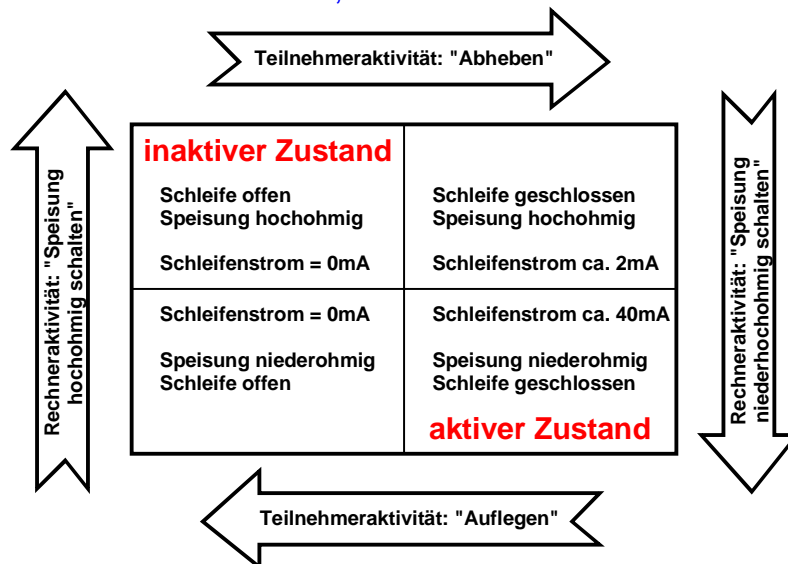 Teilnehmeraktivität: "Abheben"
Rechneraktivität: "Speisung
hochohmig schalten"
inaktiver Zustand
Schleife offen
Speisung hochohmig
Schleifenstrom = 0mA
Schleife geschlossen
Speisung hochohmig
Schleifenstrom ca. 2mA
Schleifenstrom = 0mA
Speisung niederohmig
Schleife offen
Schleifenstrom ca. 40mA
Speisung niederohmig
Schleife geschlossen
aktiver Zustand
Rechneraktivität: "Speisung
niederhochohmig schalten"
Teilnehmeraktivität: "Auflegen"